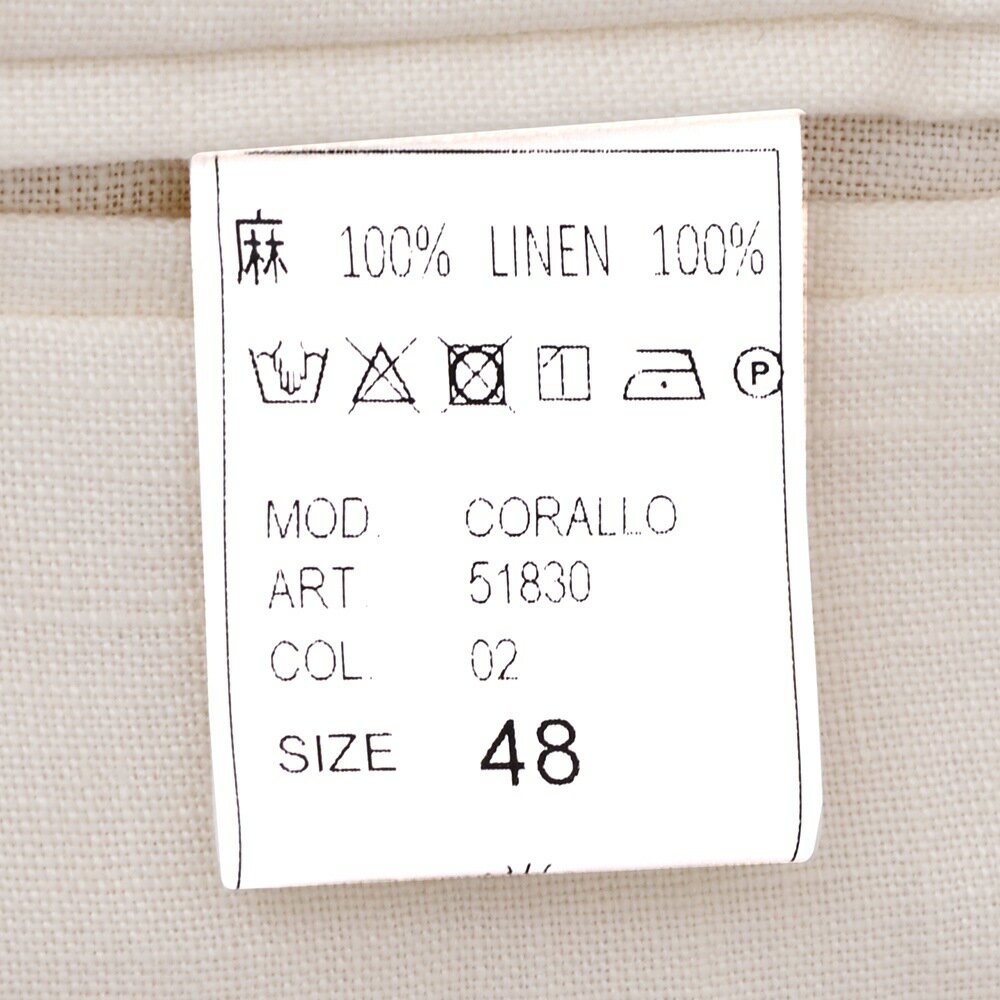 麻 100% LINEN 100%
P
MOD. CORALLO
ART. 51830
COL. 02
SIZE 48